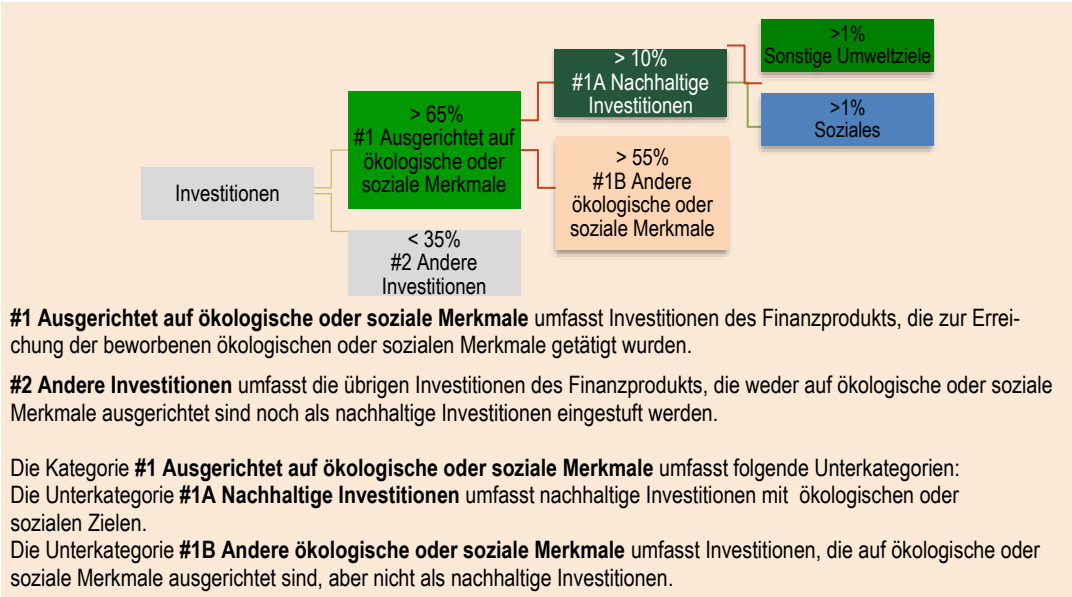 Investitionen
> 65%
#1 Ausgerichtet auf
ökologische oder
soziale Merkmale
< 35%
#2 Andere
Investitionen
> 10%
#1A Nachhaltige
Investitionen
> 55%
#1B Andere
ökologische oder
soziale Merkmale
>1%
Sonstige Umweltziele
>1%
Soziales
#1 Ausgerichtet auf ökologische oder soziale Merkmale umfasst Investitionen des Finanzprodukts, die zur Errei-
chung der beworbenen ökologischen oder sozialen Merkmale getätigt wurden.
#2 Andere Investitionen umfasst die übrigen Investitionen des Finanzprodukts, die weder auf ökologische oder soziale
Merkmale ausgerichtet sind noch als nachhaltige Investitionen eingestuft werden.
Die Kategorie #1 Ausgerichtet auf ökologische oder soziale Merkmale umfasst folgende Unterkategorien:
Die Unterkategorie #1A Nachhaltige Investitionen umfasst nachhaltige Investitionen mit ökologischen oder
sozialen Zielen.
Die Unterkategorie #1B Andere ökologische oder soziale Merkmale umfasst Investitionen, die auf ökologische oder
soziale Merkmale ausgerichtet sind, aber nicht als nachhaltige Investitionen.